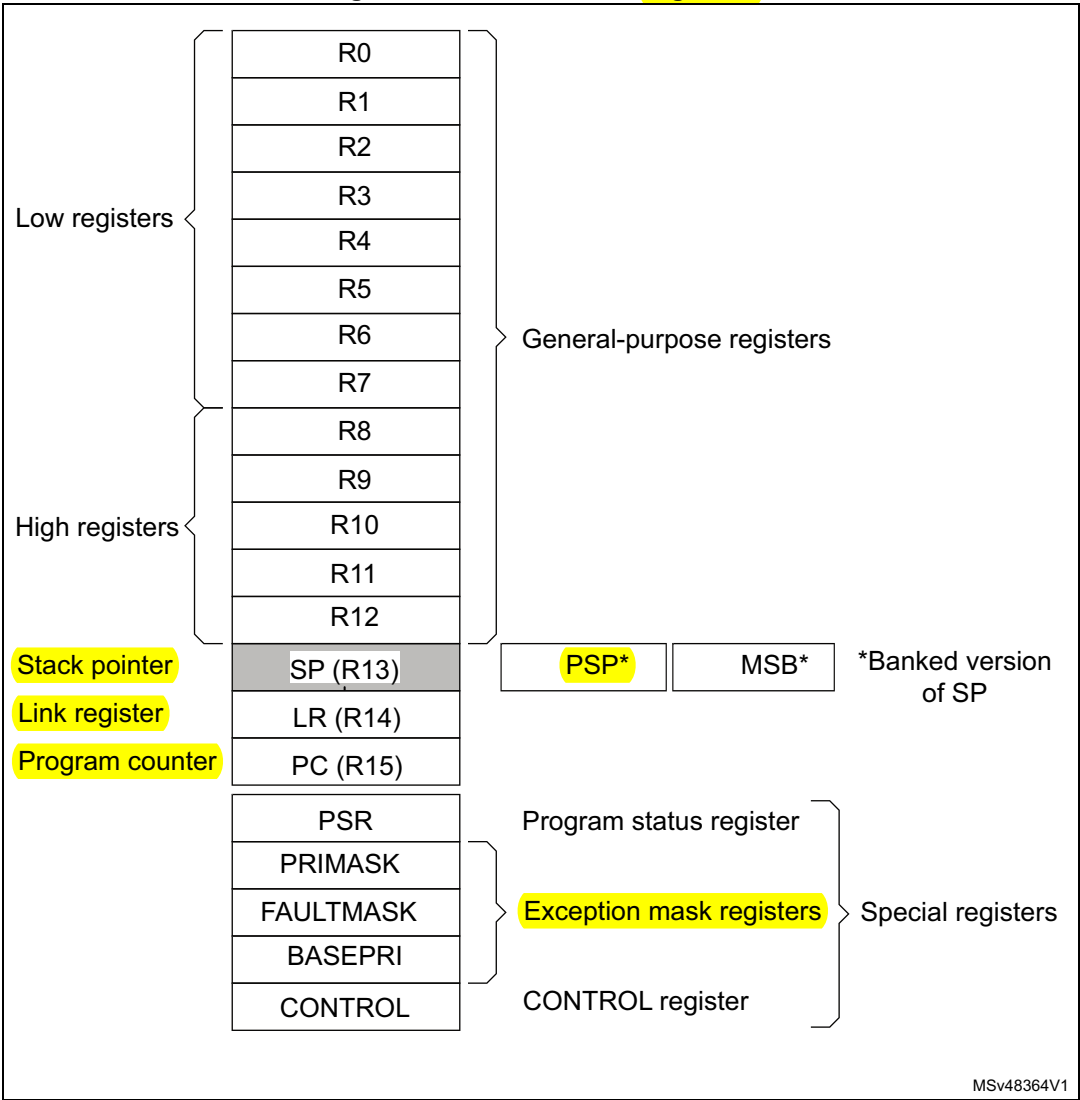 R0
R1
R2
R3
Low registers
R4
R5
R6
General-purpose registers
R7
R8
R9
High registers
R10
R11
R12
Stack pointer SP (R13) PSP* MSB* *Banked version
of SP
Link register LR (R14)
Program counter PC (R15)
PSR Program status register
PRIMASK
FAULTMASK Exception mask registers Special registers
BASEPRI
CONTROL CONTROL register
MSv48364V1